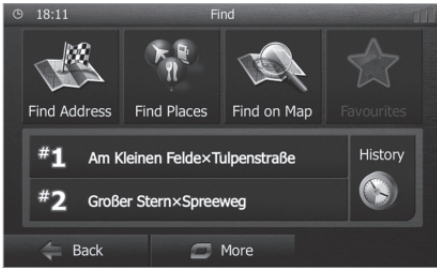 18:11 Find
Find Address Find Places Find on Map Favourites
#1 Am Kleinen Felde×Tulpenstraße History
#2 Großer Stern×Spreeweg
Back More